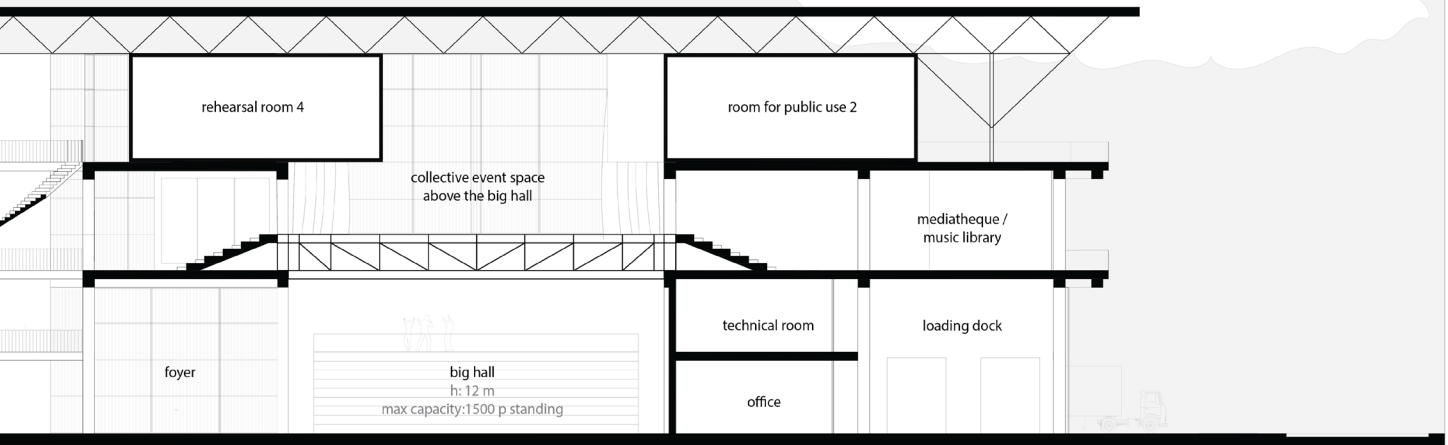 rehearsal room 4
room for public use 2
collective event space
above the big hall
mediatheque /
music library
technical room
loading dock
foyer
big hall
h: 12 m
max capacity:1500 p standing
office